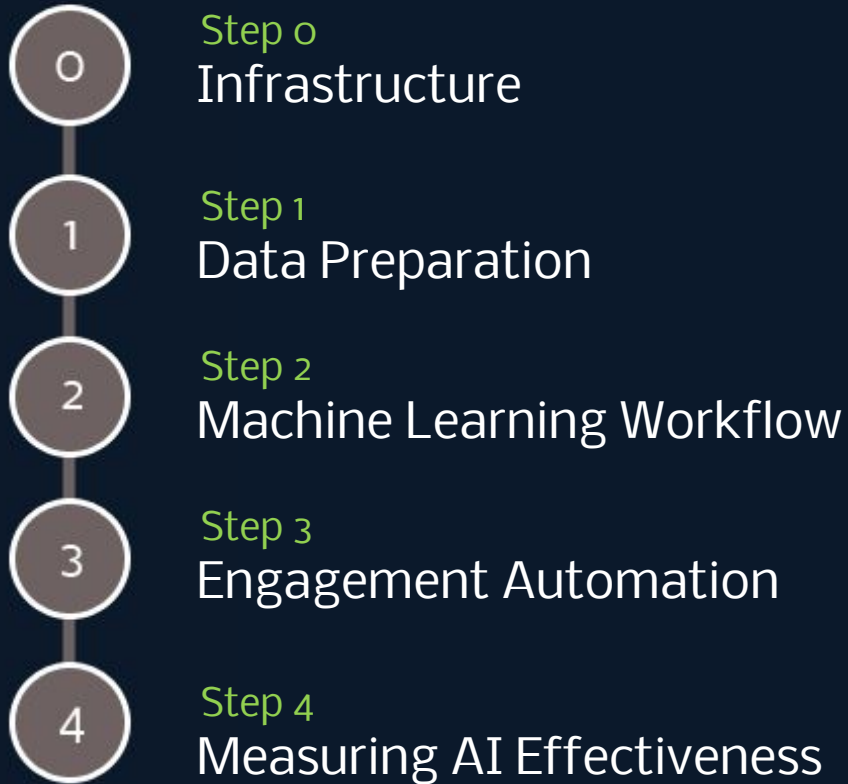 0
Step 0
Infrastructure
1
Step 1
Data Preparation
2
Step 2
Machine Learning Workflow
3
Step 3
Engagement Automation
4
Step 4
Measuring AI Effectiveness